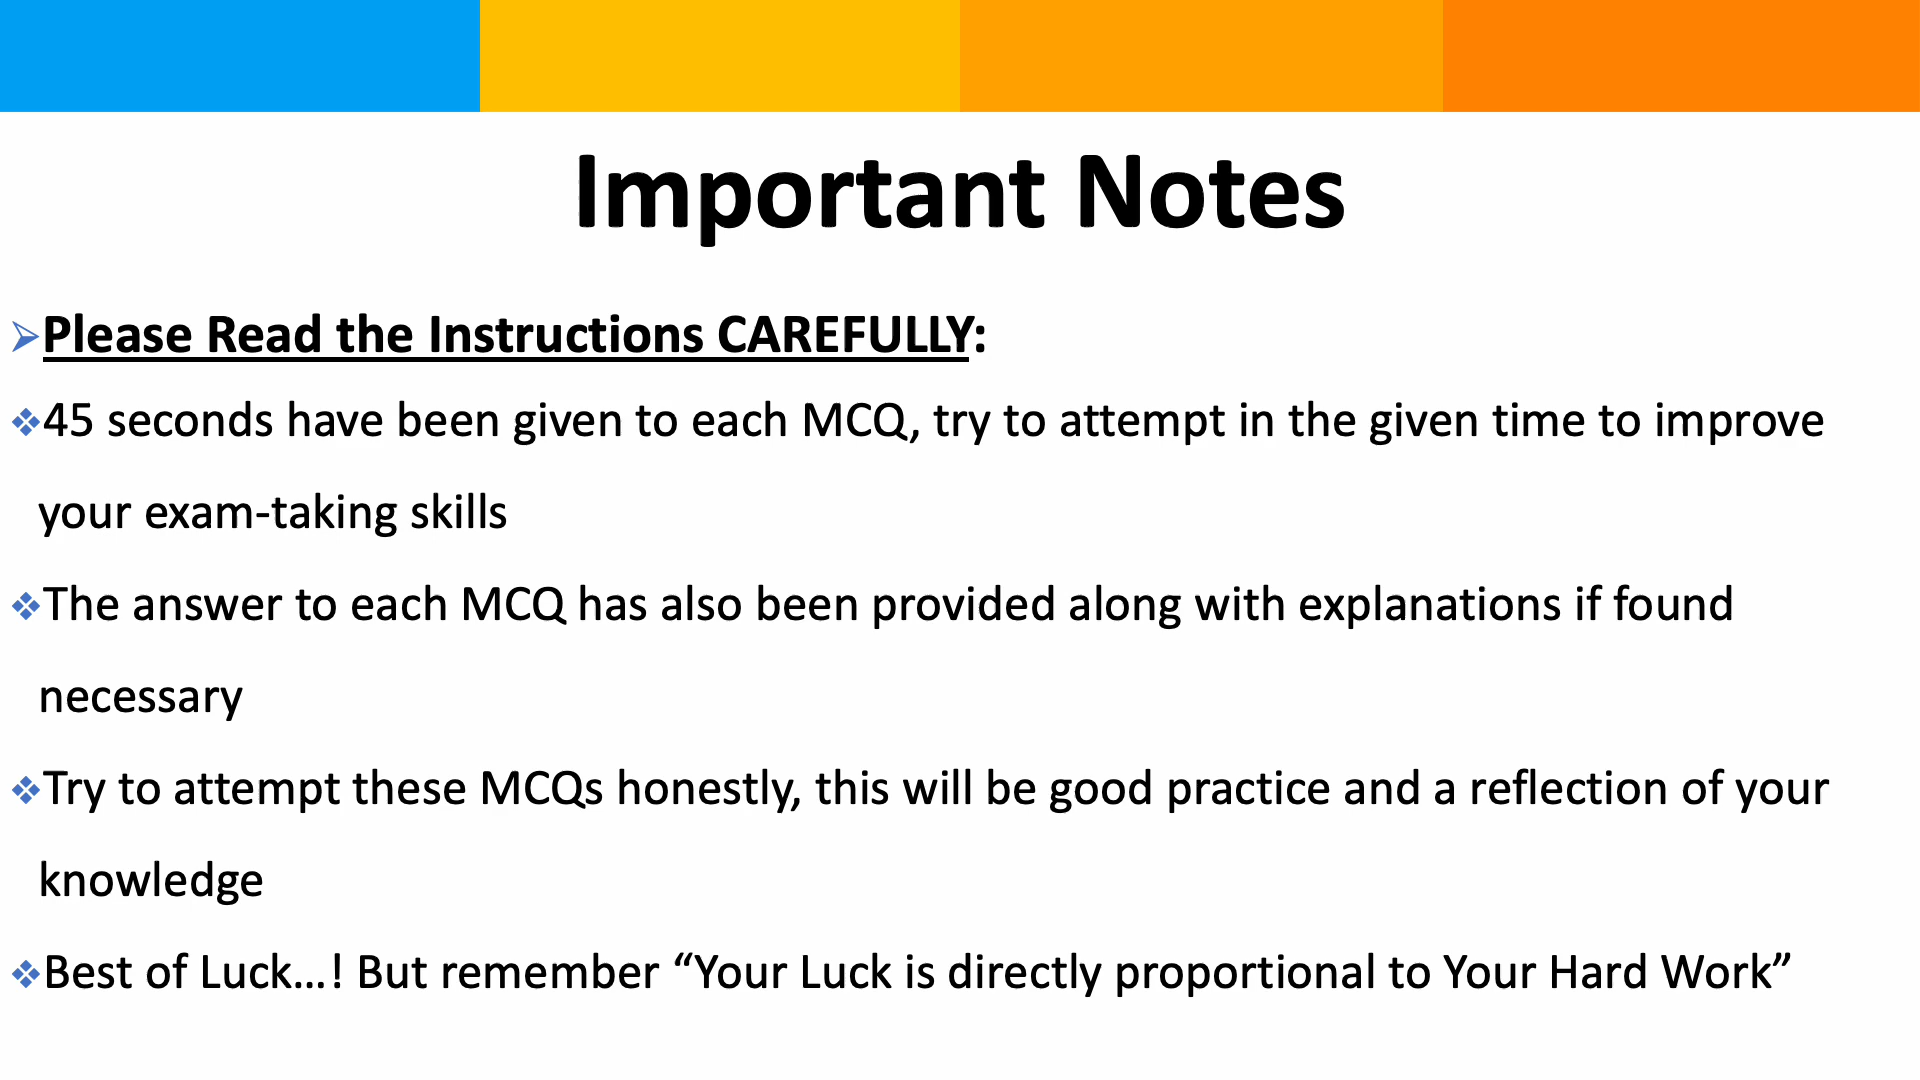 Important Notes
➢Please Read the Instructions CAREFULLY:
❖45 seconds have been given to each MCQ, try to attempt in the given time to improve
your exam-taking skills
❖The answer to each MCQ has also been provided along with explanations if found
necessary
❖Try to attempt these MCQs honestly, this will be good practice and a reflection of your
knowledge
❖Best of Luck…! But remember “Your Luck is directly proportional to Your Hard Work”